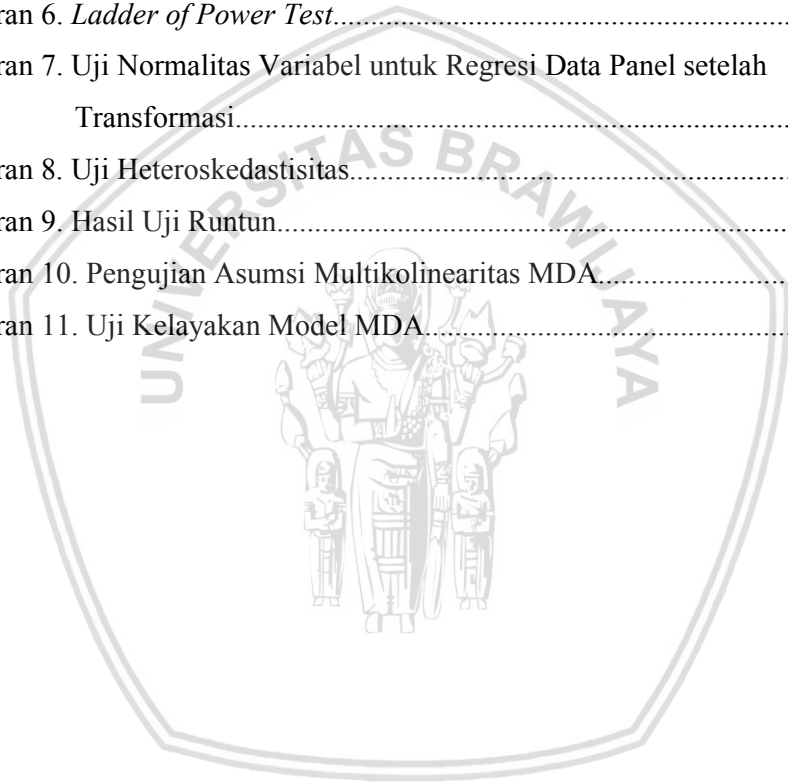 ran 6. Ladder of Power Test..............................................................
ran 7. Uji Normalitas Variabel untuk Regresi Data Panel setelah
Transformasi...........................................................................
ran 8. Uji Heteroskedastisitas............................................................
ran 9. Hasil Uji Runtun.....................................................................
ran 10. Pengujian Asumsi Multikolinearitas MDA..........................
ran 11. Uji Kelayakan Model MDA.................................................
UNIVERSITAS BRAWIJAYA